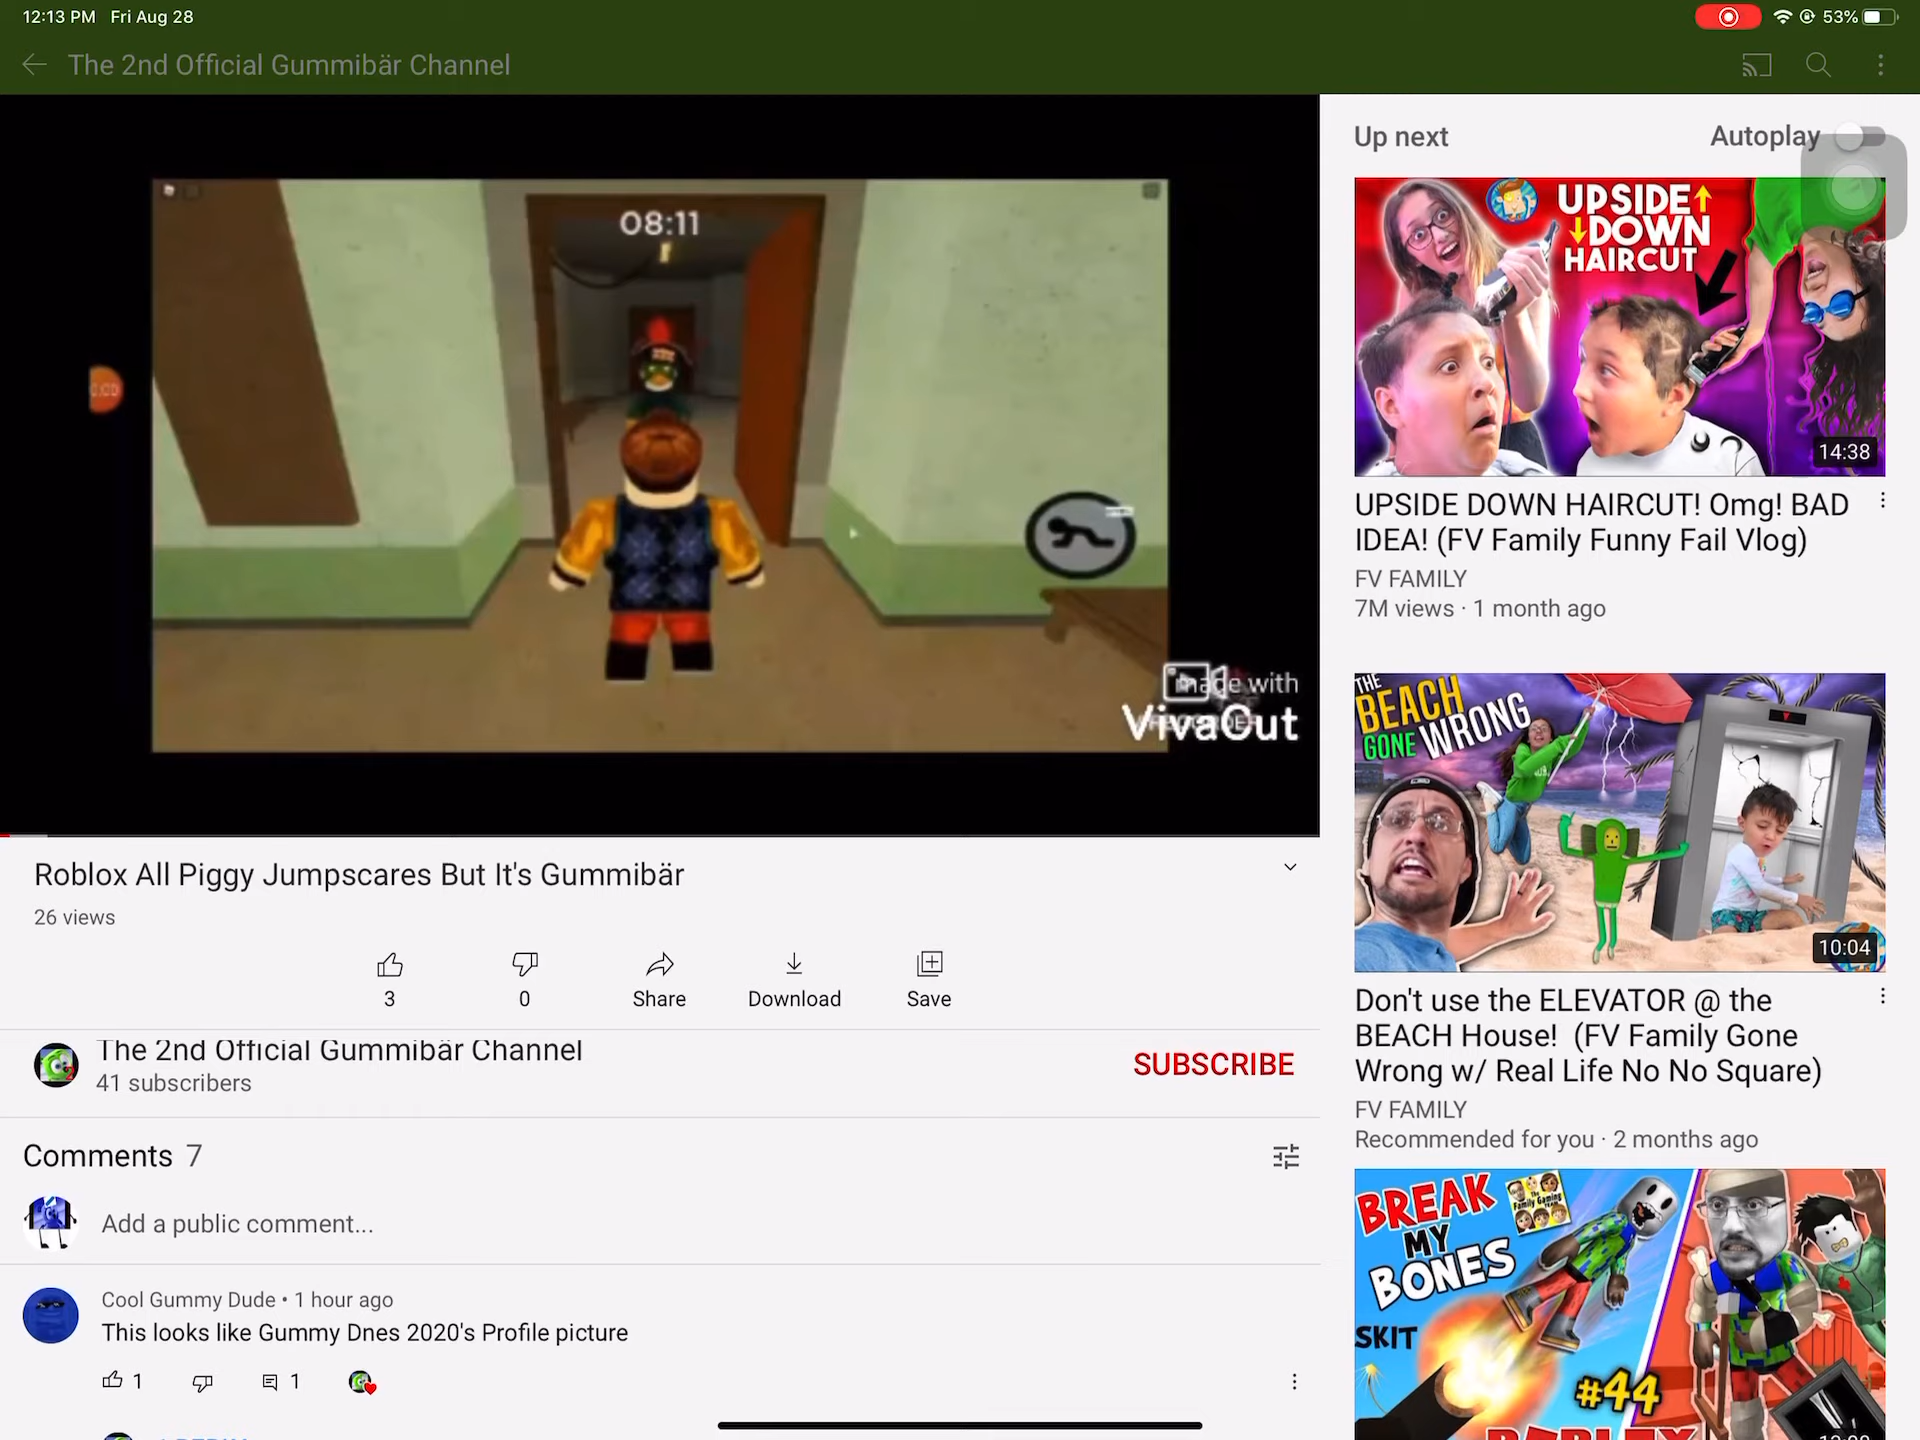 12:13 PM Fri Aug 28
53%
The 2nd Official Gummibär Channel
08:11
made with
VivaCut
Roblox All Piggy Jumpscares But It's Gummibär
26 views
3
0
Share
Download
Save
The 2nd Official Gummibär Channel
41 subscribers
SUBSCRIBE
Comments 7
Add a public comment...
Cool Gummy Dude • 1 hour ago
This looks like Gummy Dnes 2020's Profile picture
1
1
Up next
Autoplay
UPSIDE
DOWN
HAIRCUT
14:38
UPSIDE DOWN HAIRCUT! Omg! BAD
IDEA! (FV Family Funny Fail Vlog)
FV FAMILY
7M views · 1 month ago
THE
BEACH
GONE WRONG
10:04
Don't use the ELEVATOR @ the
BEACH House! (FV Family Gone
Wrong w/ Real Life No No Square)
FV FAMILY
Recommended for you · 2 months ago
BREAK
MY
BONES
SKIT
The
Family Gaming
#44
ROBLOX